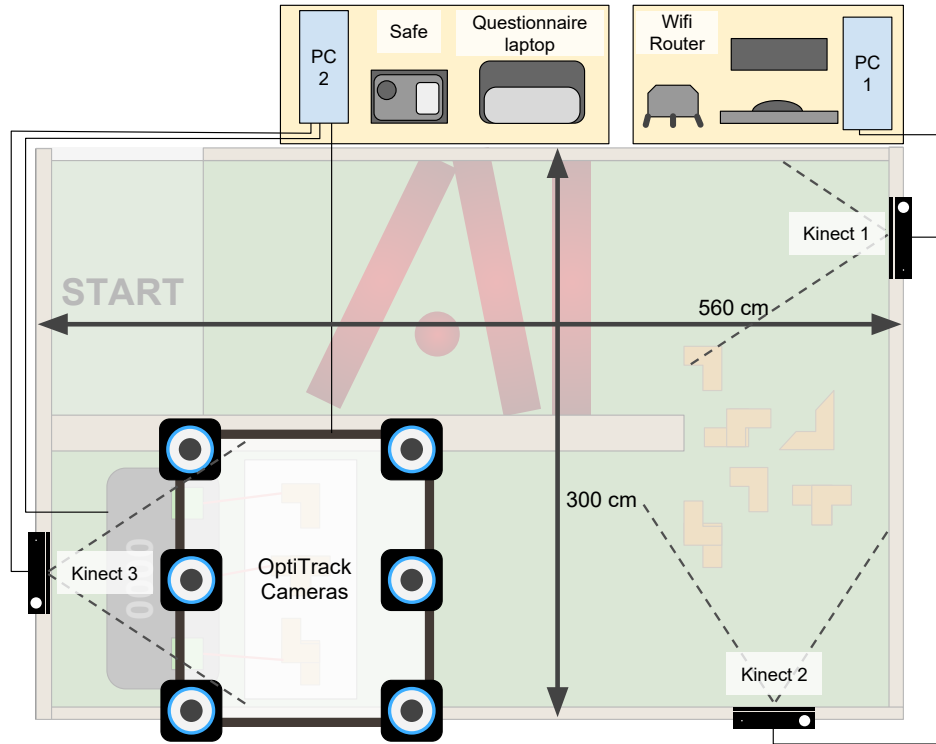 PC
2
Safe
Questionnaire
laptop
Wifi
Router
PC
1
AI
Kinect 1
START
560 cm
300 cm
OptiTrack
Cameras
Kinect 3
Kinect 2